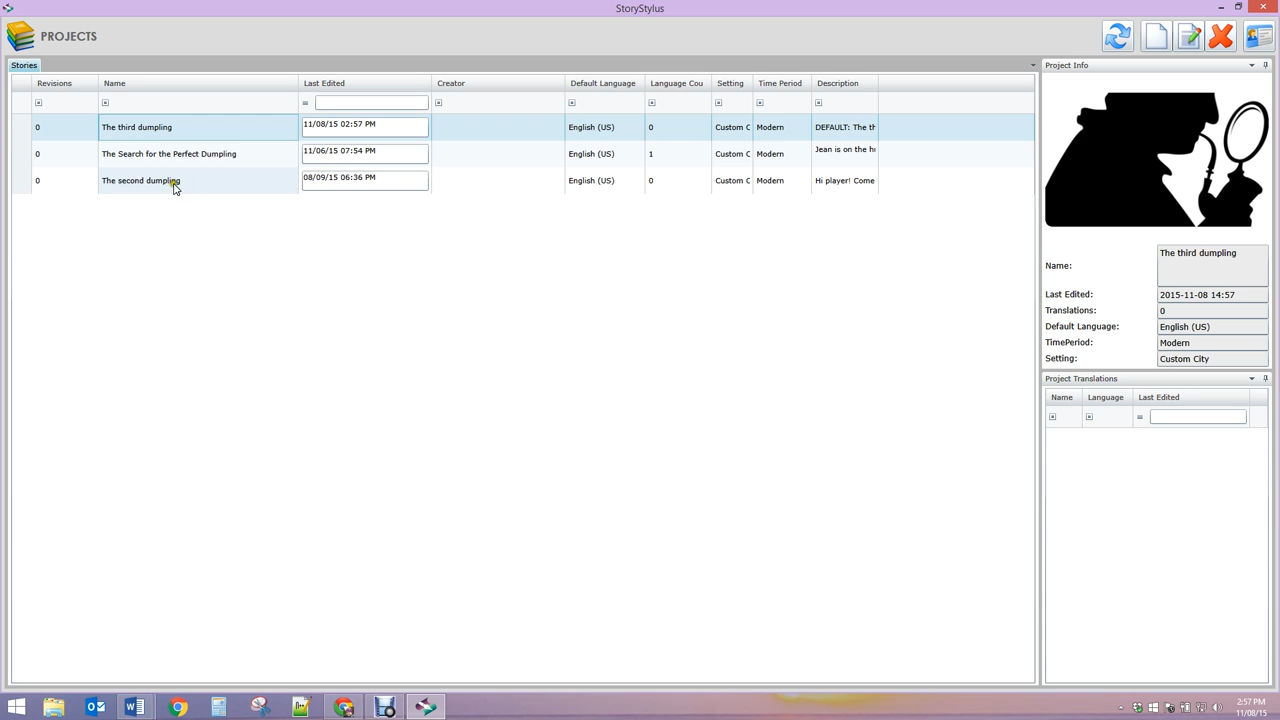 StoryStylus
PROJECTS
Stories
Revisions Name Last Edited Creator Default Language Language Cou Setting Time Period Description
=
0 The third dumpling 11/08/15 02:57 PM English (US) 0 Custom C Modern DEFAULT: The th
0 The Search for the Perfect Dumpling 11/06/15 07:54 PM English (US) 1 Custom C Modern Jean is on the hu
0 The second dumpling 08/09/15 06:36 PM English (US) 0 Custom C Modern Hi player! Come
Project Info
Name: The third dumpling
Last Edited: 2015-11-08 14:57
Translations: 0
Default Language: English (US)
TimePeriod: Modern
Setting: Custom City
Project Translations
Name Language Last Edited
=
2:57 PM
11/08/15